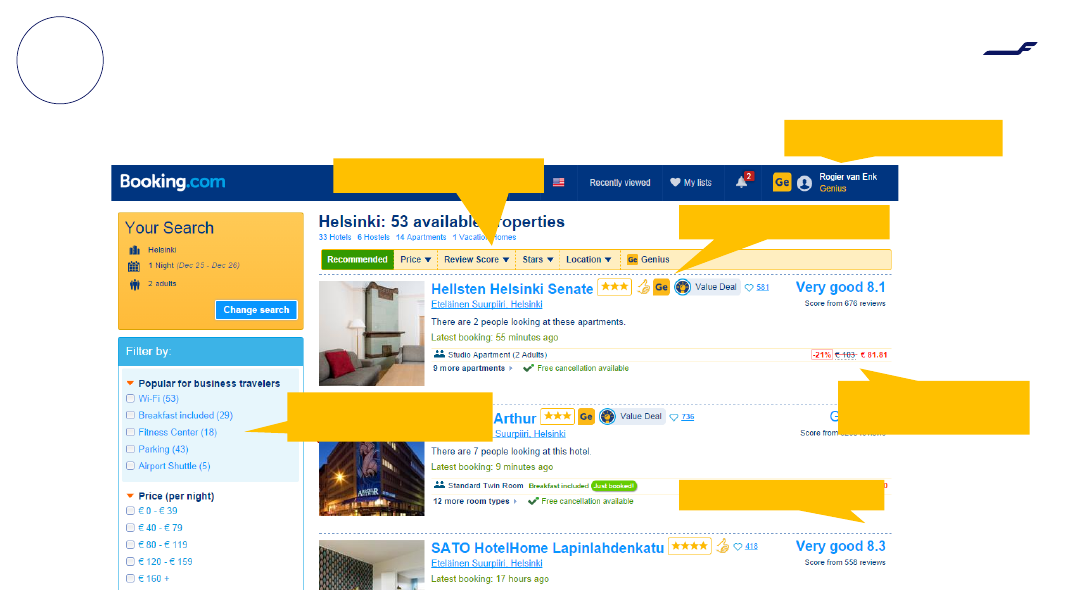 Booking.com
Recently viewed
My lists
2
Ge
Rogier van Enk
Genius
Your Search
Helsinki
1 Night (Dec 25 - Dec 26)
2 adults
Change search
Filter by:
Popular for business travelers
Wi-Fi (53)
Breakfast included (29)
Fitness Center (18)
Parking (43)
Airport Shuttle (5)
Price (per night)
€ 0 - € 39
€ 40 - € 79
€ 80 - € 119
€ 120 - € 159
€ 160 +
Helsinki: 53 available properties
33 Hotels 6 Hostels 14 Apartments 1 Vacation Homes
Recommended Price Review Score Stars Location Ge Genius
Hellsten Helsinki Senate Ge Value Deal 581 Very good 8.1
Eteläinen Suurpiiri, Helsinki Score from 676 reviews
There are 2 people looking at these apartments.
Latest booking: 55 minutes ago
Studio Apartment (2 Adults) -21% € 103 € 81.81
9 more apartments Free cancellation available
Arthur Ge Value Deal 736
Suurpiiri, Helsinki Score from
There are 7 people looking at this hotel.
Latest booking: 9 minutes ago
Standard Twin Room Breakfast included Just booked!
12 more room types Free cancellation available
ARTHUR
SATO HotelHome Lapinlahdenkatu 418 Very good 8.3
Eteläinen Suurpiiri, Helsinki Score from 558 reviews
Latest booking: 17 hours ago